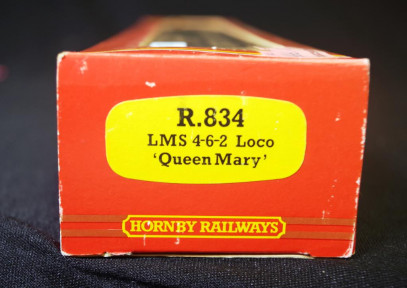 R.834
LMS 4-6-2 Loco
'Queen Mary'
HORNBY RAILWAYS